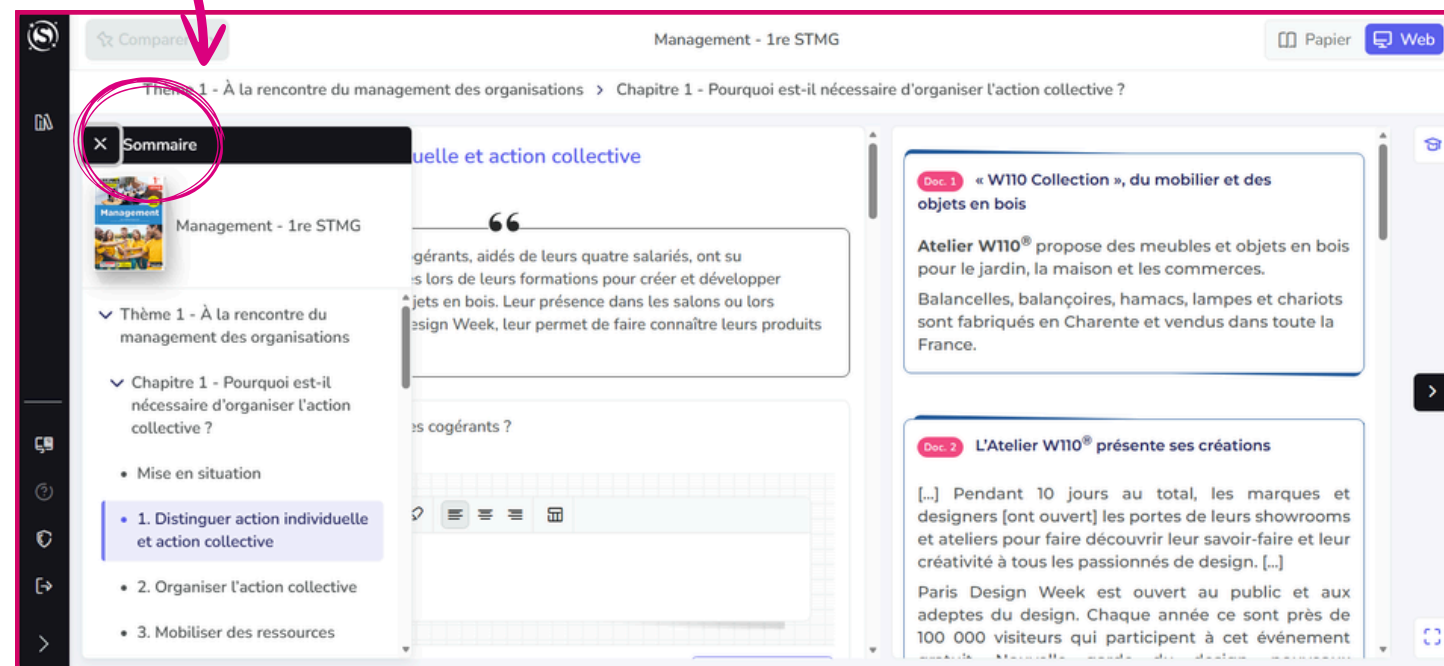 Management - 1re STMG
Papier
Web
Thème 1 - À la rencontre du management des organisations > Chapitre 1 - Pourquoi est-il nécessaire d'organiser l'action collective ?
Sommaire
Management
Management - 1re STMG
Thème 1 - À la rencontre du
management des organisations
Chapitre 1 - Pourquoi est-il
nécessaire d'organiser l'action
collective ?
• Mise en situation
• 1. Distinguer action individuelle
et action collective
• 2. Organiser l'action collective
• 3. Mobiliser des ressources
uelle et action collective
ogérants, aidés de leurs quatre salariés, ont su
s lors de leurs formations pour créer et développer
jets en bois. Leur présence dans les salons ou lors
esign Week, leur permet de faire connaître leurs produits
es cogérants ?
Doc. 1 « W110 Collection », du mobilier et des
objets en bois
Atelier W110® propose des meubles et objets en bois
pour le jardin, la maison et les commerces.
Balancelles, balançoires, hamacs, lampes et chariots
sont fabriqués en Charente et vendus dans toute la
France.
Doc. 2 L'Atelier W110® présente ses créations
[...] Pendant 10 jours au total, les marques et
designers [ont ouvert] les portes de leurs showrooms
et ateliers pour faire découvrir leur savoir-faire et leur
créativité à tous les passionnés de design. [...]
Paris Design Week est ouvert au public et aux
adeptes du design. Chaque année ce sont près de
100 000 visiteurs qui participent à cet événement